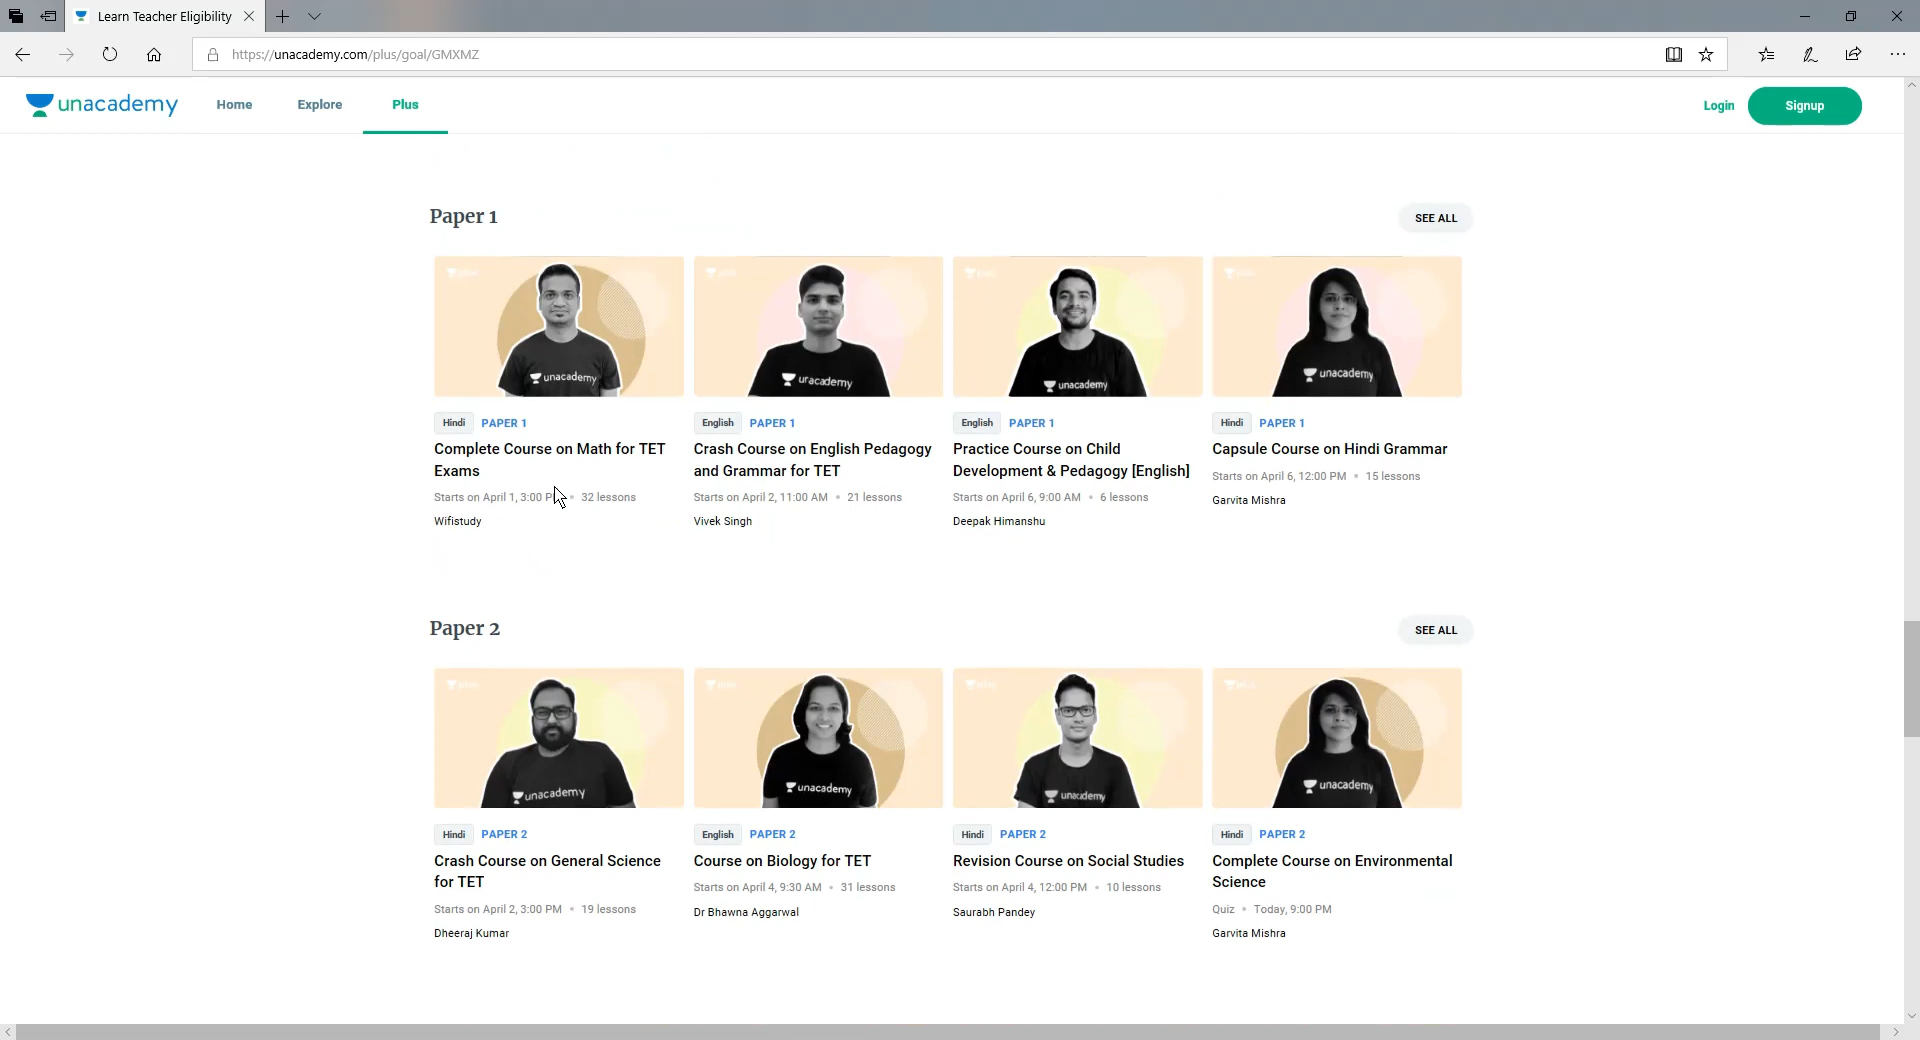 Learn Teacher Eligibility
https://unacademy.com/plus/goal/GMXMZ
unacademy
Home
Explore
Plus
Login
Signup
Paper 1
SEE ALL
unacademy
unacademy
unacademy
unacademy
Hindi PAPER 1
Complete Course on Math for TET
Exams
Starts on April 1, 3:00 • 32 lessons
Wifistudy
English PAPER 1
Crash Course on English Pedagogy
and Grammar for TET
Starts on April 2, 11:00 AM • 21 lessons
Vivek Singh
English PAPER 1
Practice Course on Child
Development & Pedagogy [English]
Starts on April 6, 9:00 AM • 6 lessons
Deepak Himanshu
Hindi PAPER 1
Capsule Course on Hindi Grammar
Starts on April 6, 12:00 PM • 15 lessons
Garvita Mishra
Paper 2
SEE ALL
unacademy
unacademy
unacademy
unacademy
Hindi PAPER 2
Crash Course on General Science
for TET
Starts on April 2, 3:00 PM • 19 lessons
Dheeraj Kumar
English PAPER 2
Course on Biology for TET
Starts on April 4, 9:30 AM • 31 lessons
Dr Bhawna Aggarwal
Hindi PAPER 2
Revision Course on Social Studies
Starts on April 4, 12:00 PM • 10 lessons
Saurabh Pandey
Hindi PAPER 2
Complete Course on Environmental
Science
Quiz • Today, 9:00 PM
Garvita Mishra